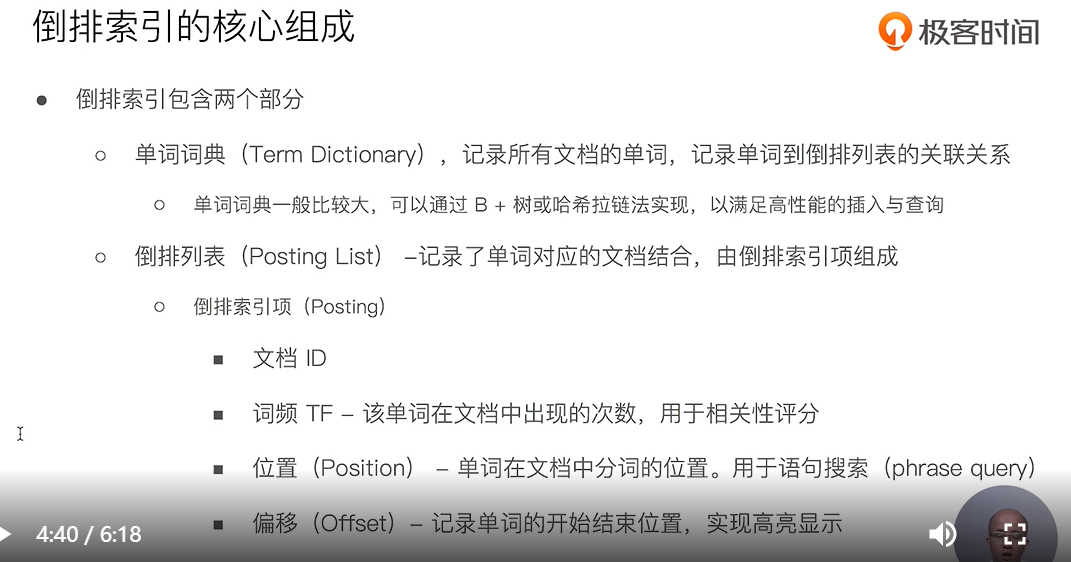 倒排索引的核心组成
极客时间
倒排索引包含两个部分
单词词典（Term Dictionary），记录所有文档的单词，记录单词到倒排列表的关联关系
单词词典一般比较大，可以通过 B + 树或哈希拉链法实现，以满足高性能的插入与查询
倒排列表（Posting List） –记录了单词对应的文档结合，由倒排索引项组成
倒排索引项（Posting）
文档 ID
词频 TF – 该单词在文档中出现的次数，用于相关性评分
位置（Position） – 单词在文档中分词的位置。用于语句搜索（phrase query）
偏移（Offset）– 记录单词的开始结束位置，实现高亮显示
4:40 / 6:18